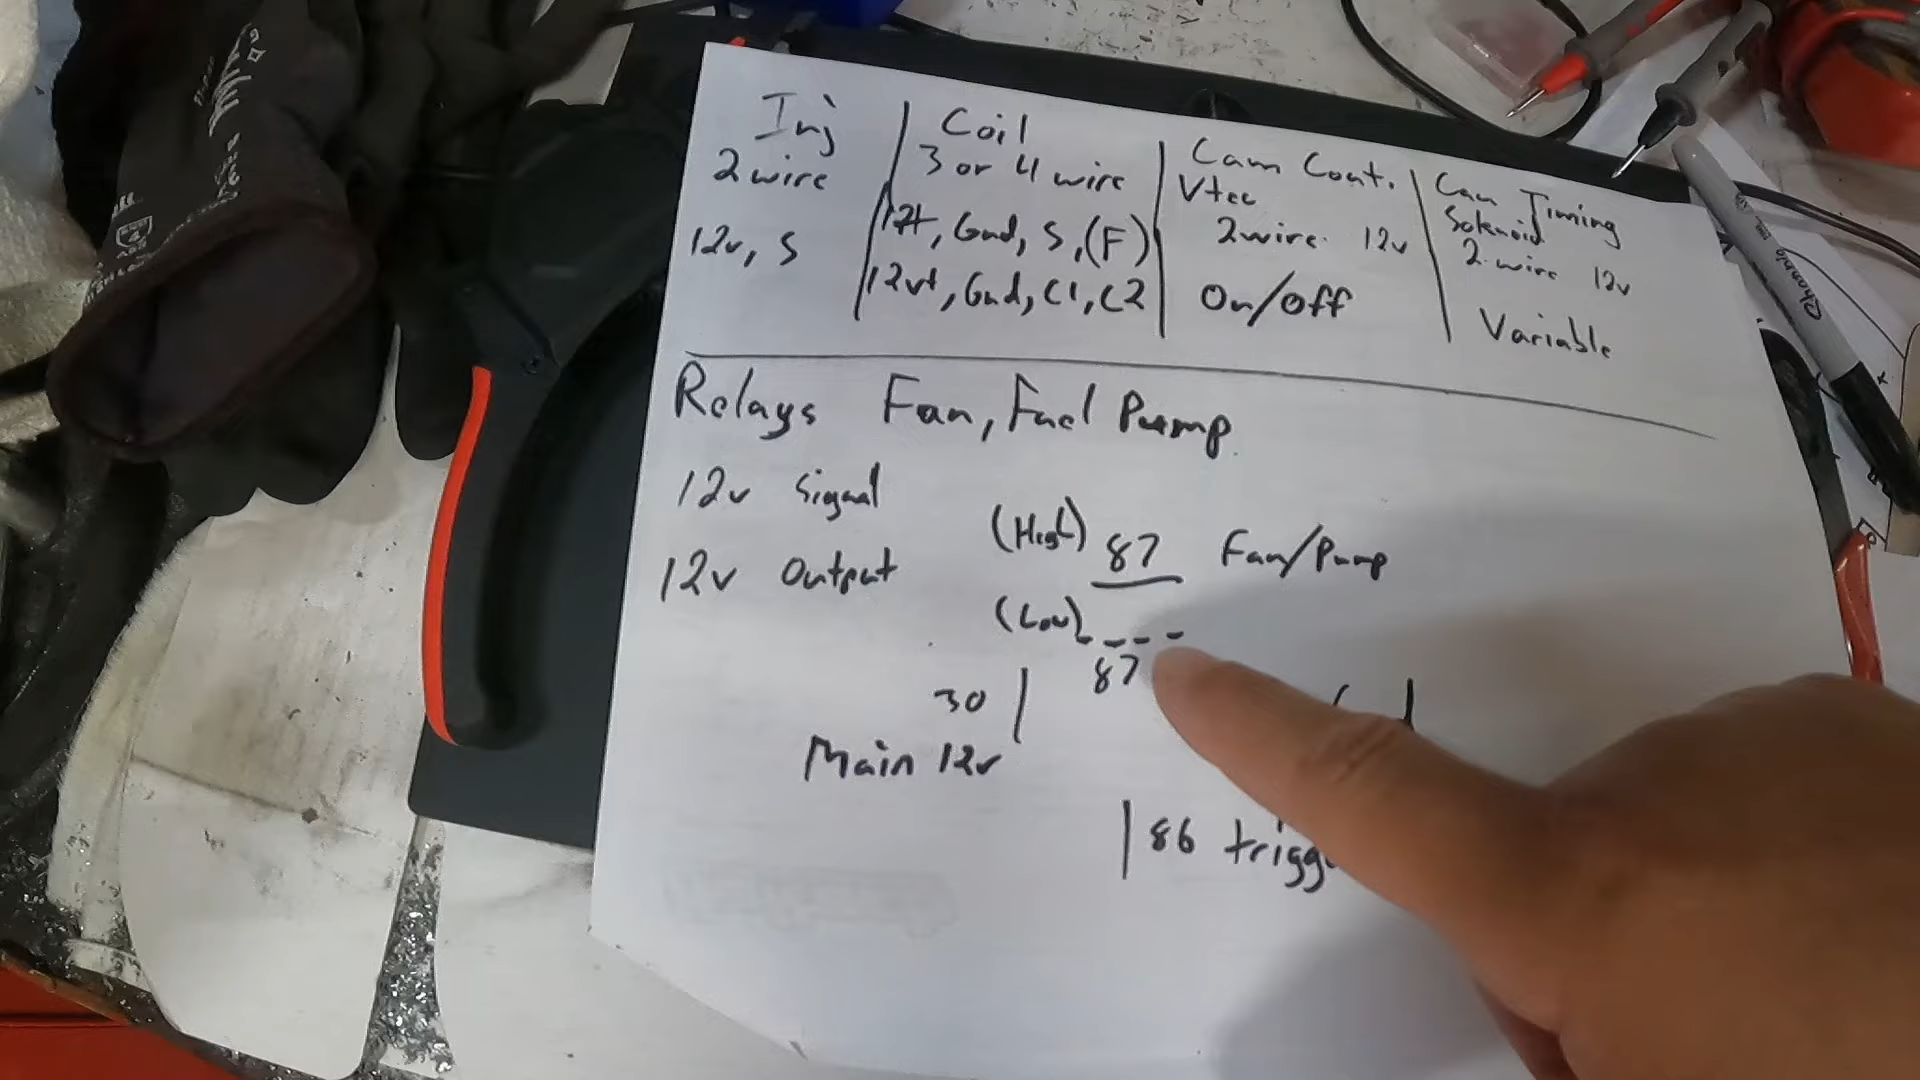 Inj
2 wire
12v, S
Coil
3 or 4 wire
12+, Gnd, S, (F)
12v+, Gnd, C1, C2
Cam Cont.
Vtec
2 wire 12v
On/Off
Cam Timing
Solenoid
2 wire 12v
Variable
Relays Fan, Fuel Pump
12v Signal
12v Output
(High) 87 Fan/Pump
(Low)
87
30
Main 12v
86